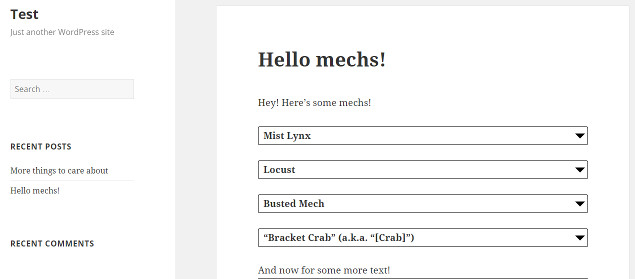 Test
Just another WordPress site
Search …
RECENT POSTS
More things to care about
Hello mechs!
RECENT COMMENTS
Hello mechs!
Hey! Here’s some mechs!
Mist Lynx
Locust
Busted Mech
“Bracket Crab” (a.k.a. “[Crab]”)
And now for some more text!